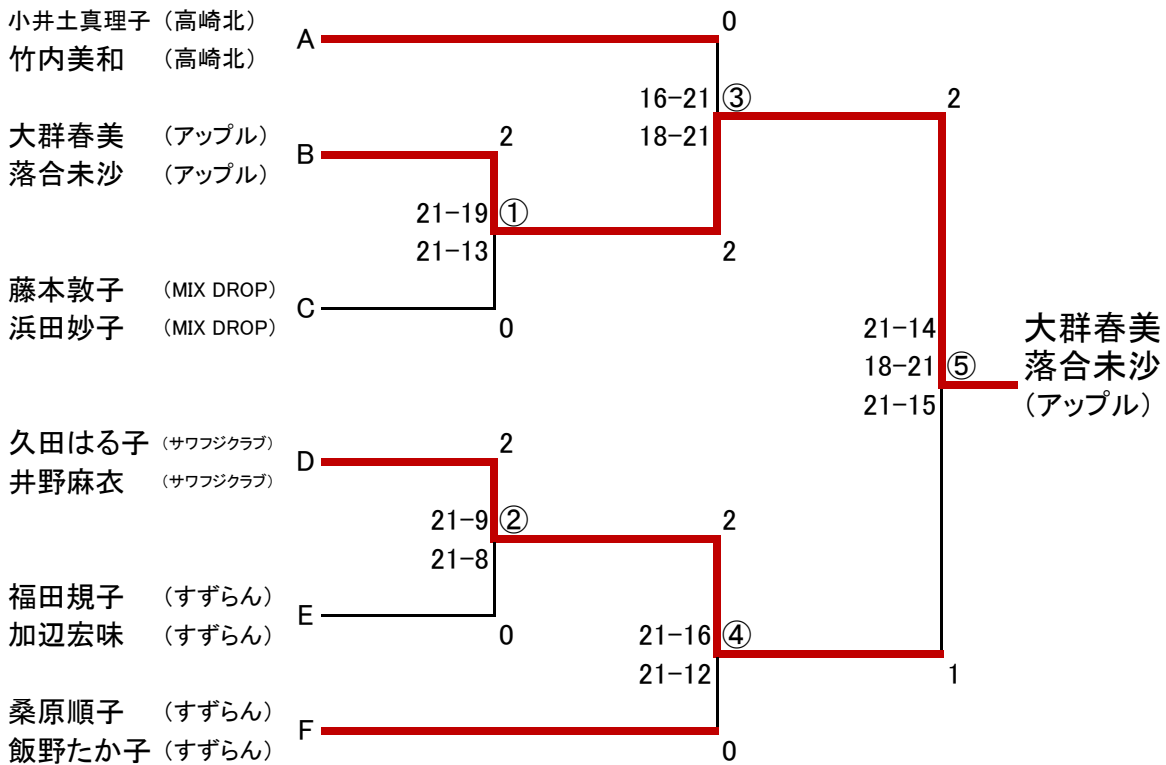 小井土真理子 (高崎北)
竹内美和 (高崎北)
A
0
16-21 ③
18-21
2
大群春美 (アップル)
落合未沙 (アップル)
B
2
21-19 ①
21-13
2
藤本敦子 (MIX DROP)
浜田妙子 (MIX DROP)
C
0
21-14
18-21 ⑤
21-15
大群春美
落合未沙
(アップル)
久田はる子 (サワフジクラブ)
井野麻衣 (サワフジクラブ)
D
2
21-9 ②
21-8
2
福田規子 (すずらん)
加辺宏味 (すずらん)
E
0
21-16 ④
21-12
1
桑原順子 (すずらん)
飯野たか子 (すずらん)
F
0